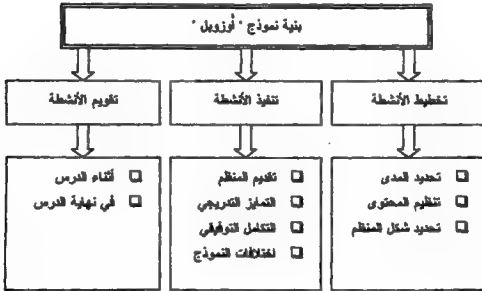 بنية نموذج " أوزوبل "
تخطيط الأنشطة
تنفيذ الأنشطة
تقويم الأنشطة
تحديد المدى
تنظيم المحتوى
تحديد شكل المنظم
تقديم المنظم
التمايز التدريجي
التكامل التوفيقي
اختلافات النموذج
أثناء الدرس
في نهاية الدرس